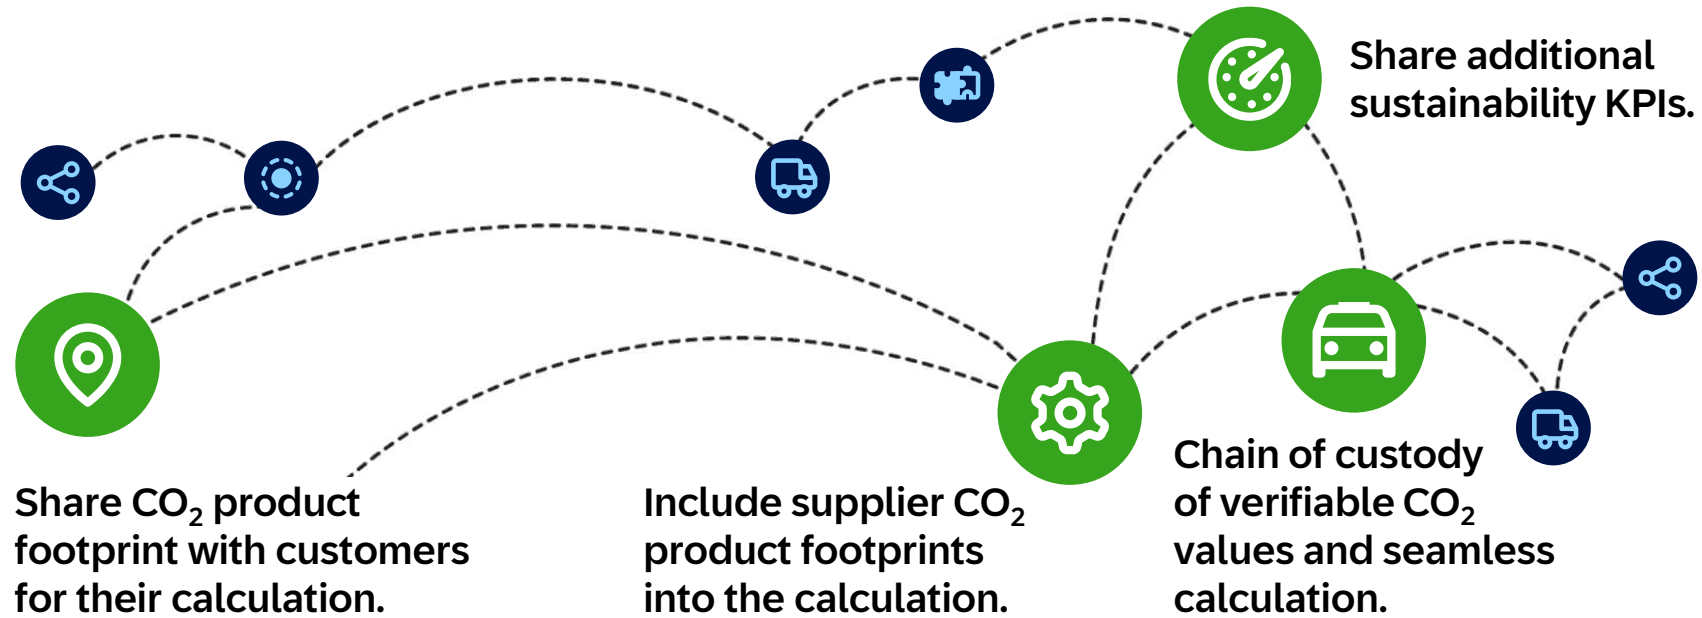 Share additional
sustainability KPIs.
Share CO₂ product
footprint with customers
for their calculation.
Include supplier CO₂
product footprints
into the calculation.
Chain of custody
of verifiable CO₂
values and seamless
calculation.